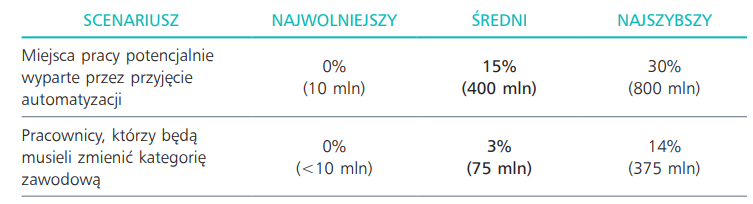 SCENARIUSZ NAJWOLNIEJSZY ŚREDNI NAJSZYBSZY
Miejsca pracy potencjalnie
wyparte przez przyjęcie
automatyzacji
0% 15% 30%
(10 mln) (400 mln) (800 mln)
Pracownicy, którzy będą
musieli zmienić kategorię
zawodową
0% 3% 14%
(<10 mln) (75 mln) (375 mln)